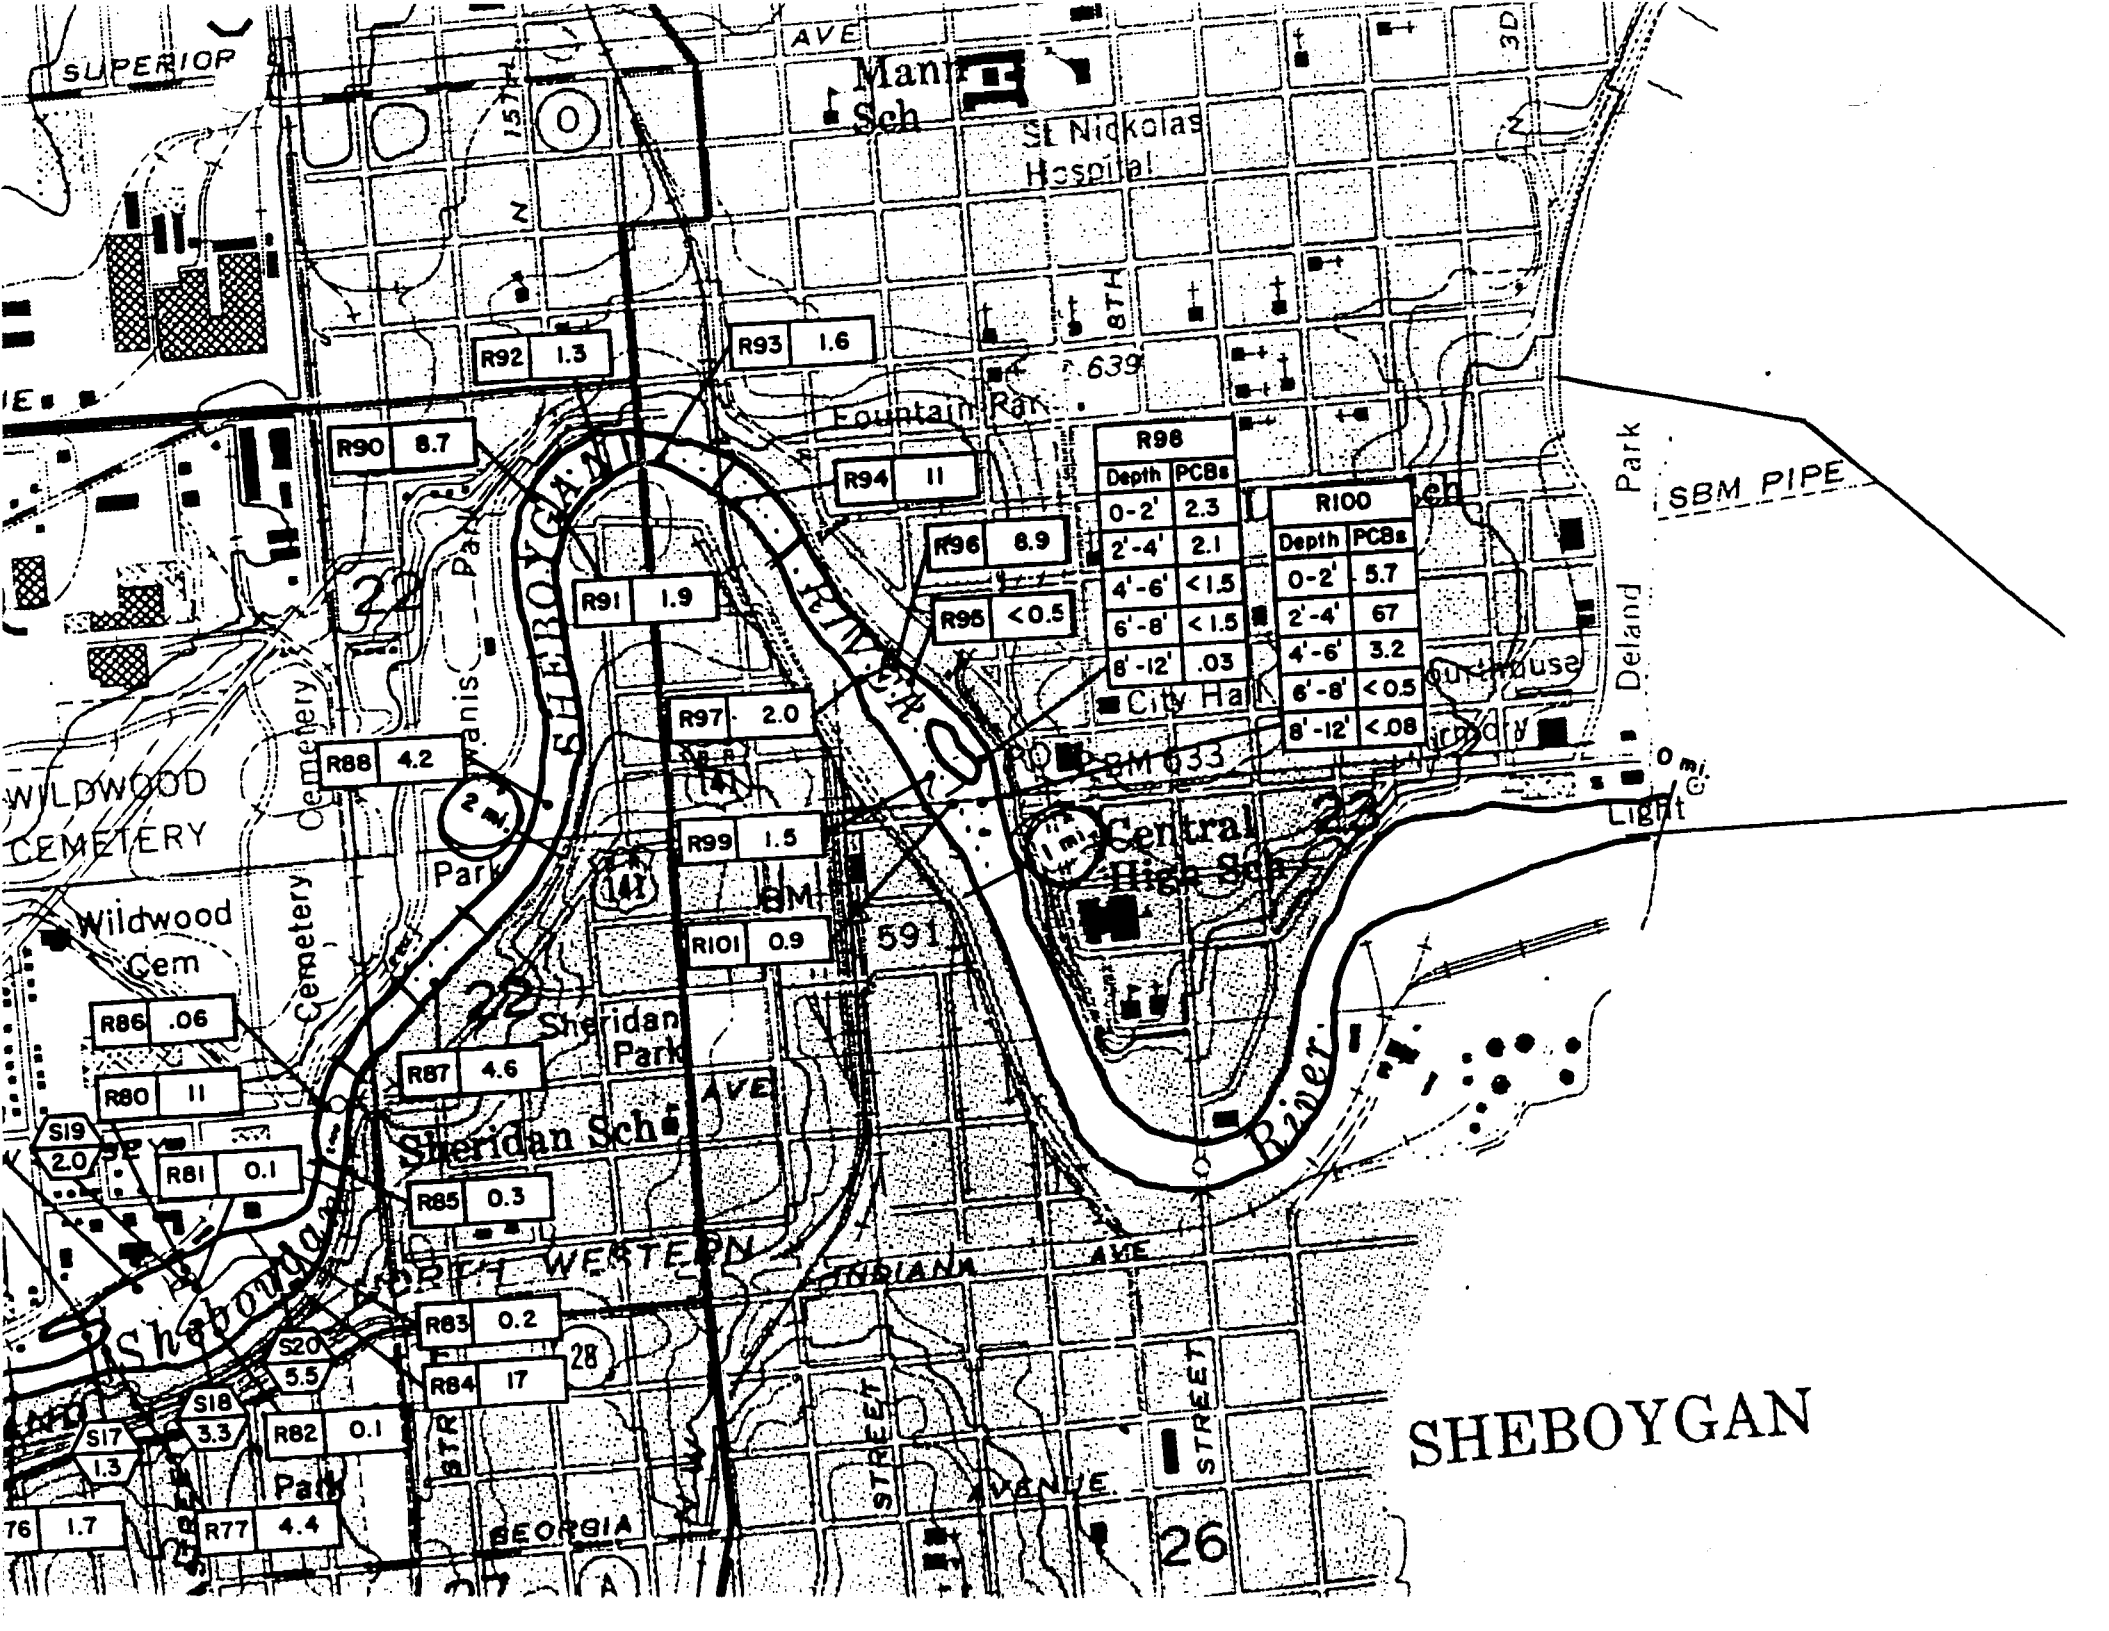 SUPERIOR
AVE
3D
Mann
Sch
15TH
St Nickolas
Hospital
N
8TH
R92 1.3
R93 1.6
.639
Fountain Par
R90 8.7
R98
Depth PCBs
0-2' 2.3
2'-4' 2.1
4'-6' <1.5
6'-8' <1.5
8'-12' .03
R94 11
R100
Depth PCBs
0-2' 5.7
2'-4' 67
4'-6' 3.2
6'-8' <0.5
8'-12' <.08
Deland Park
SBM PIPE
R96 8.9
Park
22
SHEBOYGAN
RIVER
R91 1.9
R95 <0.5
City Hal
R97 2.0
Cemetery
R88 4.2
WILDWOOD
CEMETERY
2 mi.
141
BM 633
0 mi.
Light
R99 1.5
1 mi.
Central
High Sch
23
Park
141
BM
591
Wildwood
Cem
Cemetery
R101 0.9
22
Sheridan
Park
R86 .06
R87 4.6
AVE
R80 11
S19
2.0
Sheridan Sch
River
R81 0.1
R85 0.3
NORTH WESTERN
INDIANA AVE
Sheboygan
R83 0.2
S20
5.5
28
R84 17
S18
3.3
S17
1.3
R82 0.1
STREET
STREET
SHEBOYGAN
Park
AVENUE
76 1.7
R77 4.4
GEORGIA
26
A